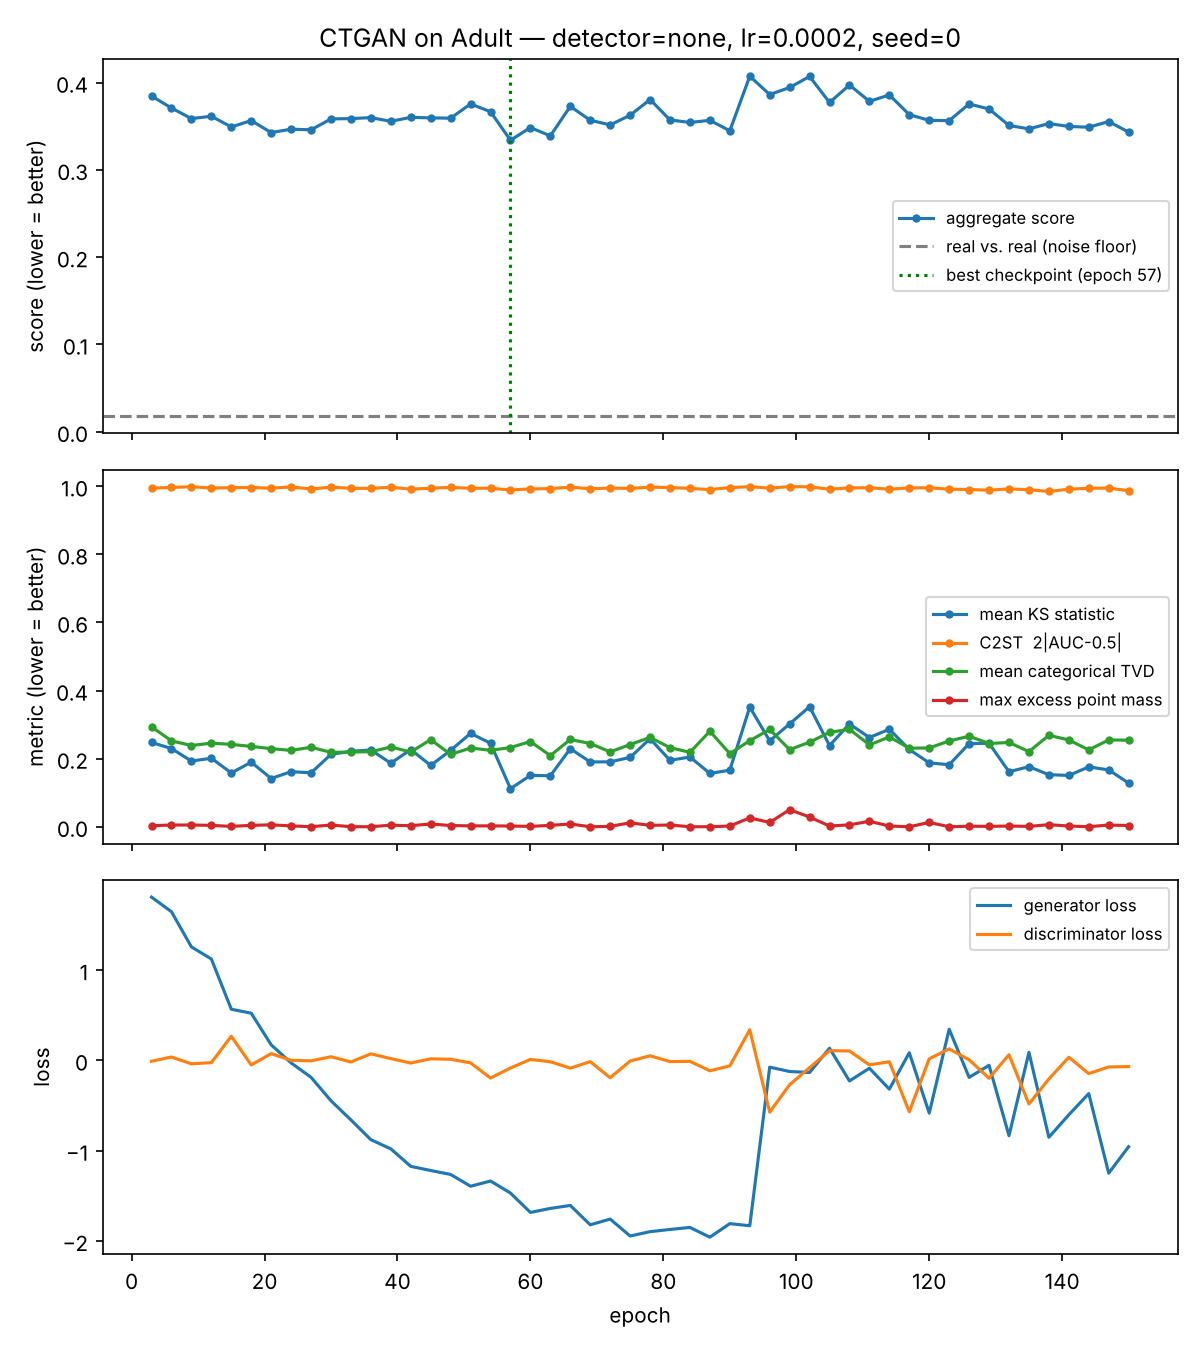 CTGAN on Adult — detector=none, lr=0.0002, seed=0
score (lower = better)
0.4
0.3
0.2
0.1
0.0
aggregate score
real vs. real (noise floor)
best checkpoint (epoch 57)
metric (lower = better)
1.0
0.8
0.6
0.4
0.2
0.0
mean KS statistic
C2ST 2|AUC-0.5|
mean categorical TVD
max excess point mass
loss
1
0
−1
−2
generator loss
discriminator loss
0 20 40 60 80 100 120 140
epoch